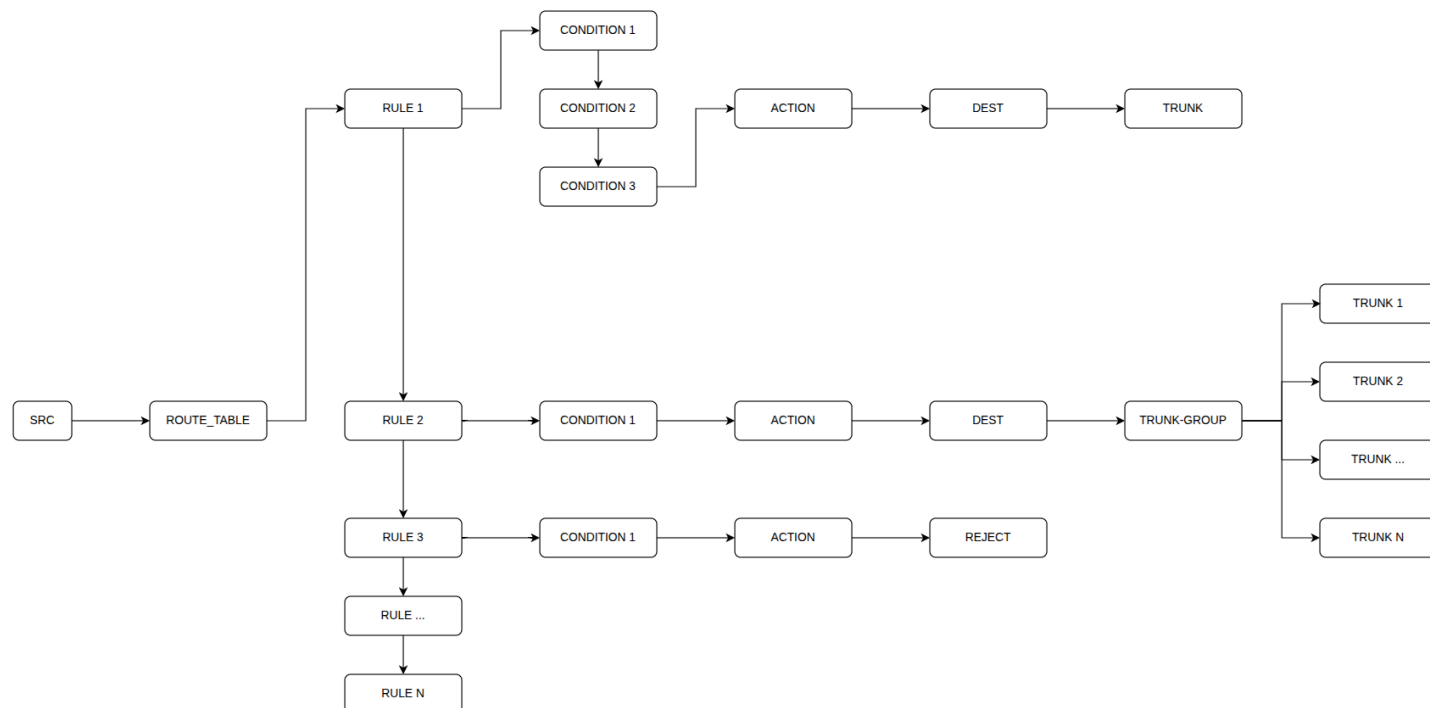 CONDITION 1
RULE 1
CONDITION 2
ACTION
DEST
TRUNK
CONDITION 3
TRUNK 1
TRUNK 2
SRC
ROUTE_TABLE
RULE 2
CONDITION 1
ACTION
DEST
TRUNK-GROUP
TRUNK ...
RULE 3
CONDITION 1
ACTION
REJECT
TRUNK N
RULE ...
RULE N